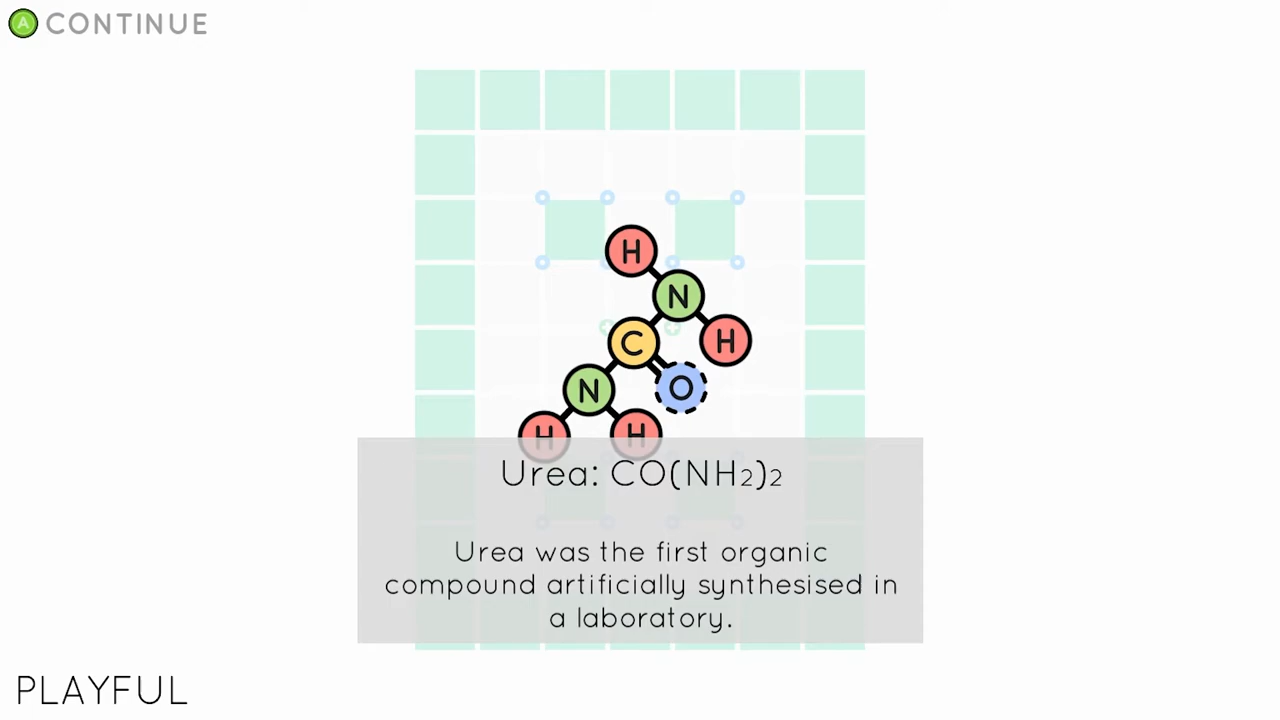 A CONTINUE
H
N
C
H
N
O
H
H
Urea: CO(NH₂)₂
Urea was the first organic
compound artificially synthesised in
a laboratory.
PLAYFUL